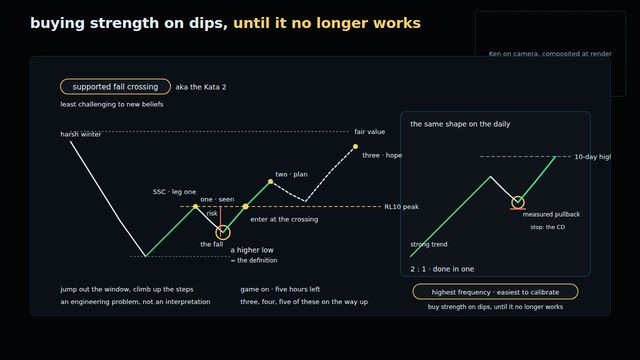 buying strength on dips, until it no longer works
Ken on camera, composited at render
supported fall crossing
aka the Kata 2
least challenging to new beliefs
harsh winter
fair value
three · hope
two · plan
SSC · leg one
one · seen
risk
RL10 peak
enter at the crossing
the fall
a higher low
= the definition
the same shape on the daily
10-day higl
measured pullback
stop: the CD
strong trend
2 : 1 · done in one
jump out the window, climb up the steps
an engineering problem, not an interpretation
game on · five hours left
three, four, five of these on the way up
highest frequency · easiest to calibrate
buy strength on dips, until it no longer works